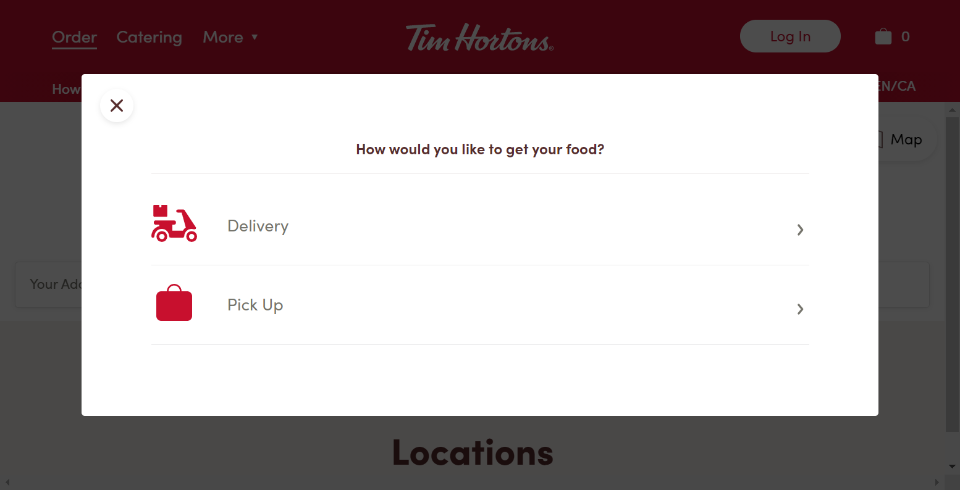 Order Catering More Tim Hortons Log In 0
How EN/CA
How would you like to get your food?
Map
Delivery
Your Add
Pick Up
Locations